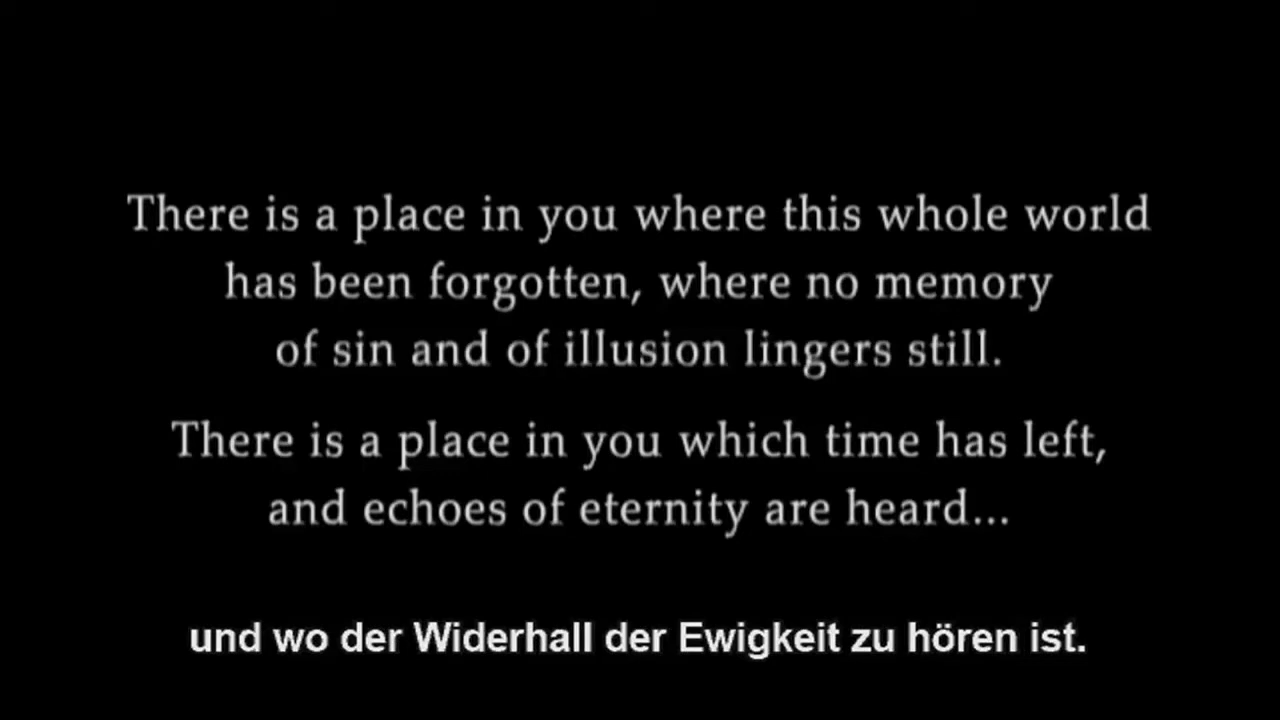 There is a place in you where this whole world
has been forgotten, where no memory
of sin and of illusion lingers still.
There is a place in you which time has left,
and echoes of eternity are heard...
und wo der Widerhall der Ewigkeit zu hören ist.